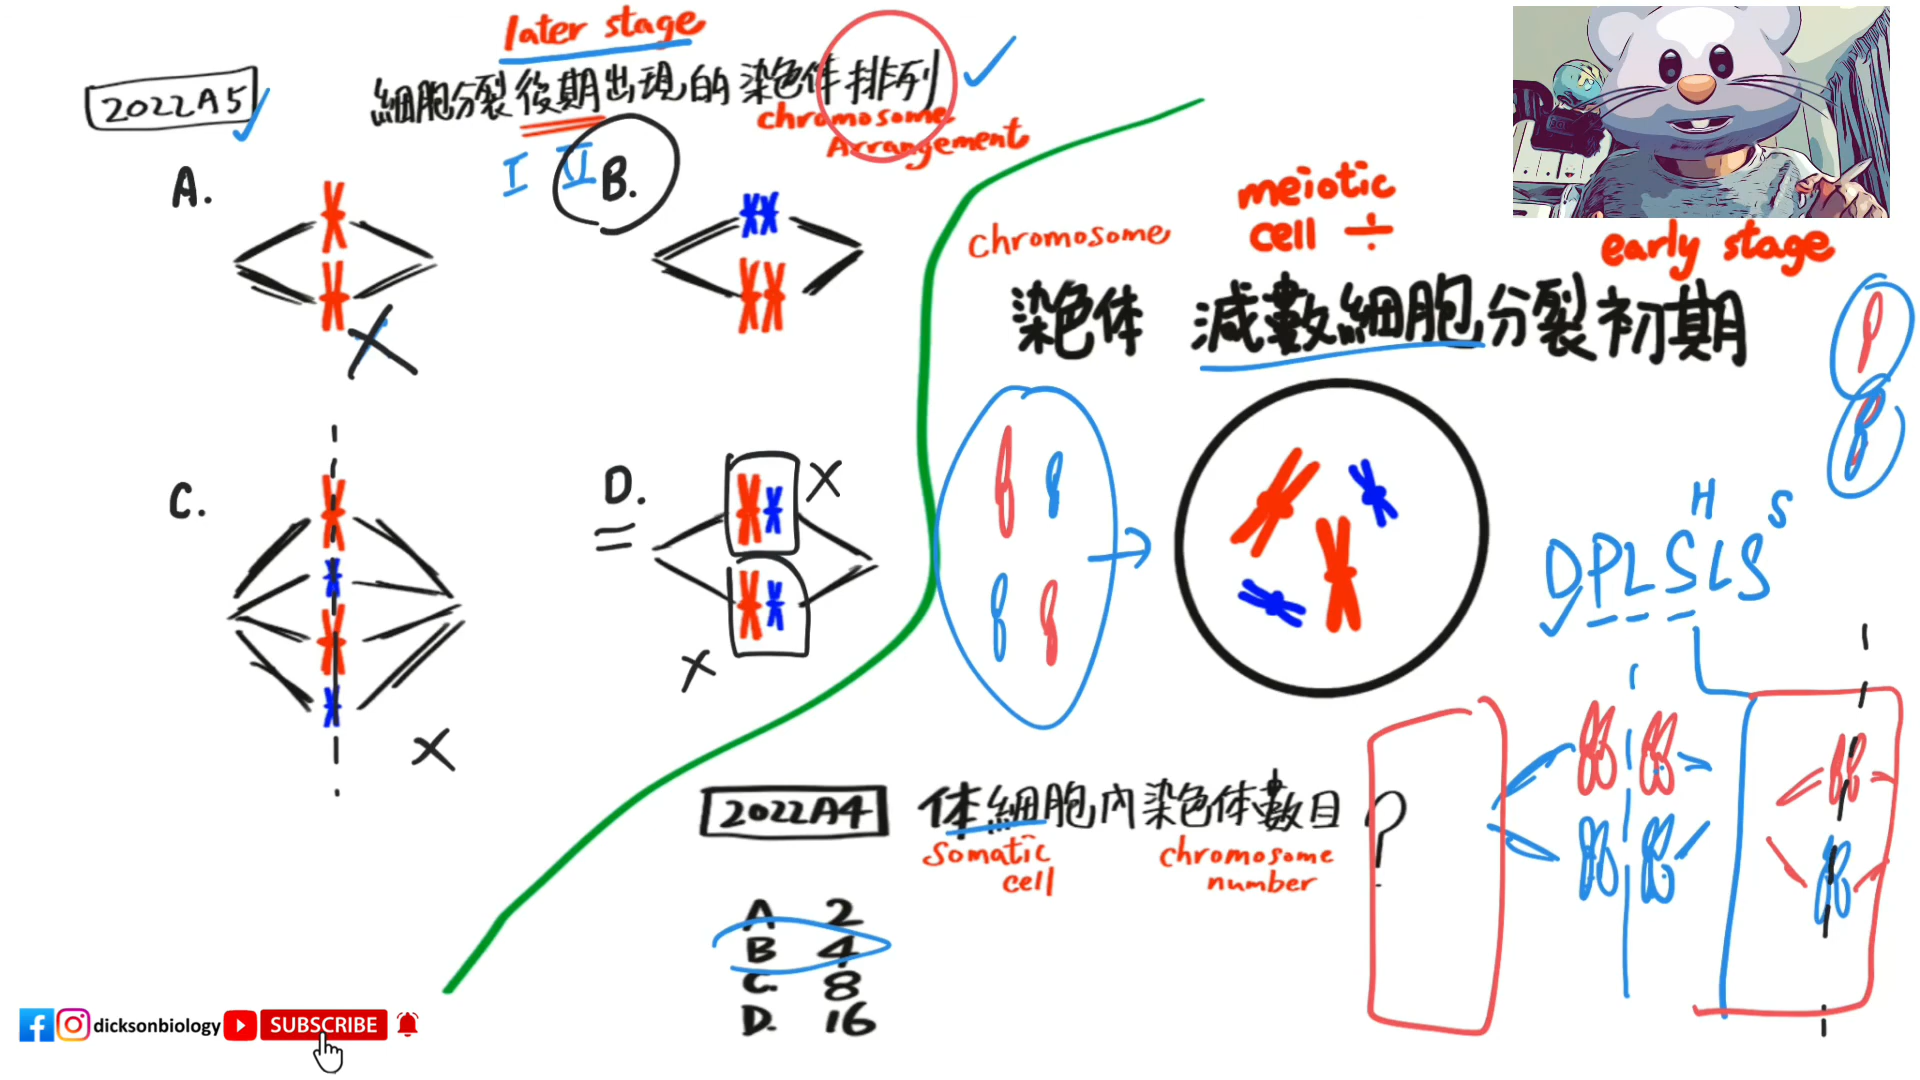 later stage
2022A5
細胞分裂後期出現的染色体排列
chromosome
Arrangement
I II
A.
B.
C.
D.
chromosome
meiotic
cell ÷
early stage
染色体 減數細胞分裂初期
H S
DPLSLS
2022A4
体細胞內染色体數目?
somatic
cell
chromosome
number
A 2
B 4
C. 8
D. 16
dicksonbiology
SUBSCRIBE